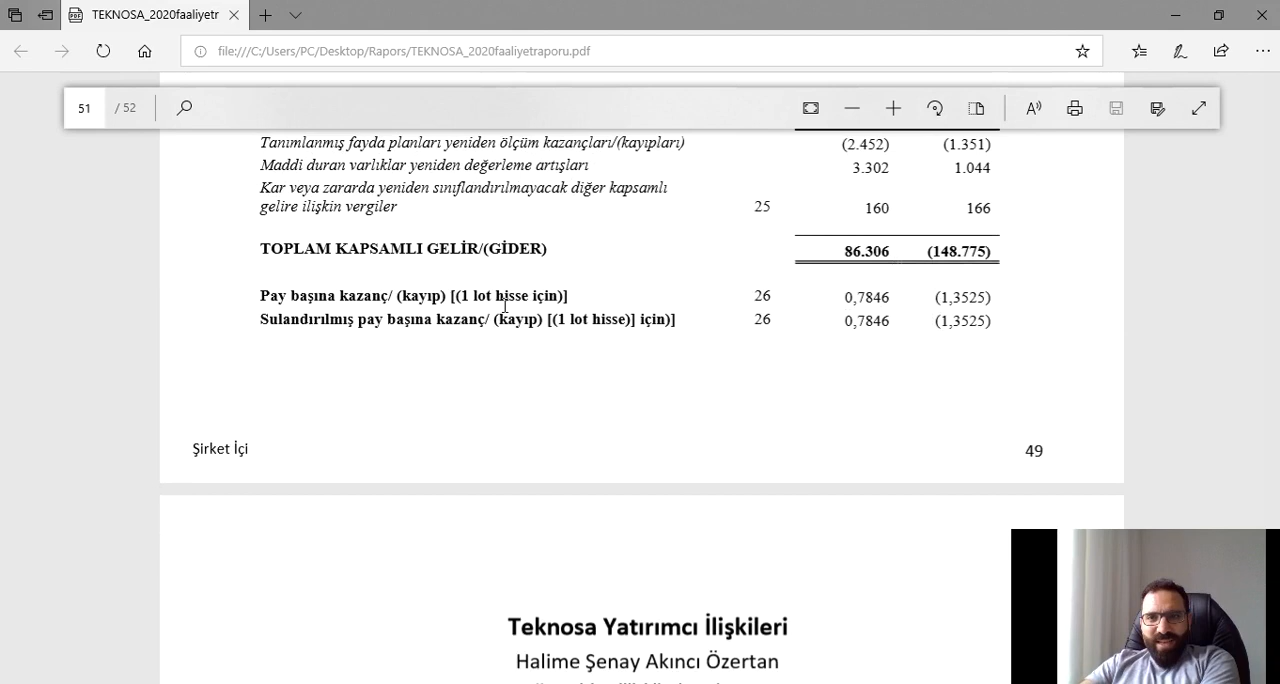 TEKNOSA_2020faaliyetr
file:///C:/Users/PC/Desktop/Rapors/TEKNOSA_2020faaliyetraporu.pdf
51 / 52
Tanımlanmış fayda planları yeniden ölçüm kazançları/(kayıpları) (2.452) (1.351)
Maddi duran varlıklar yeniden değerleme artışları 3.302 1.044
Kar veya zararda yeniden sınıflandırılmayacak diğer kapsamlı
gelire ilişkin vergiler 25 160 166
TOPLAM KAPSAMLI GELİR/(GİDER) 86.306 (148.775)
Pay başına kazanç/ (kayıp) [(1 lot hisse için)] 26 0,7846 (1,3525)
Sulandırılmış pay başına kazanç/ (kayıp) [(1 lot hisse)] için)] 26 0,7846 (1,3525)
Şirket İçi 49
Teknosa Yatırımcı İlişkileri
Halime Şenay Akıncı Özertan